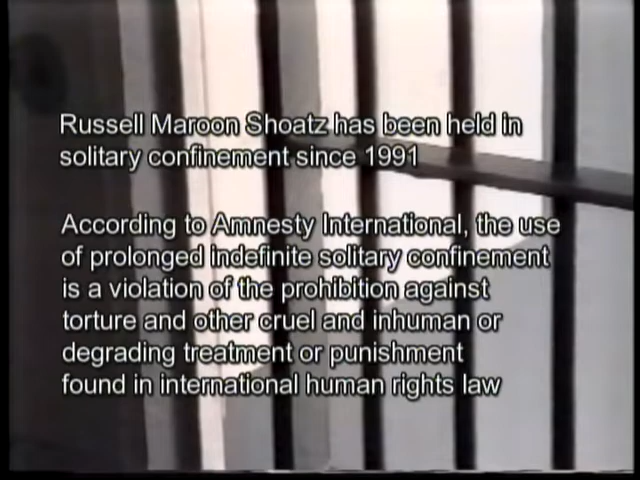 Russell Maroon Shoatz has been held in
solitary confinement since 1991
According to Amnesty International, the use
of prolonged indefinite solitary confinement
is a violation of the prohibition against
torture and other cruel and inhuman or
degrading treatment or punishment
found in international human rights law